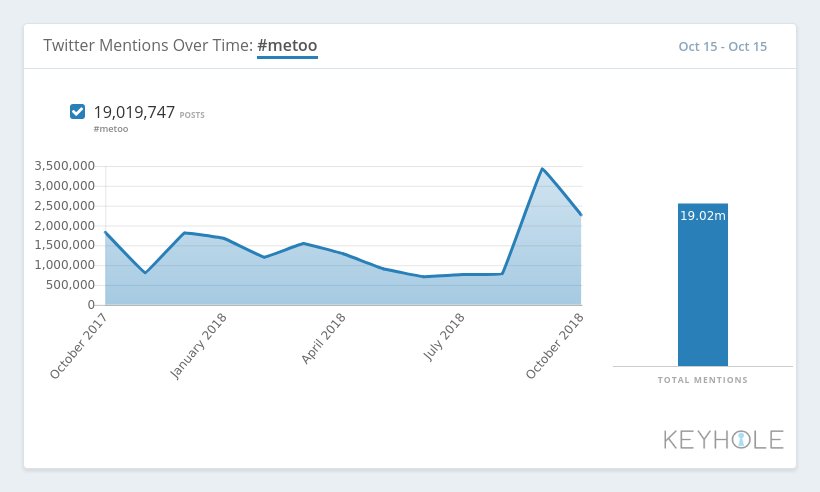 Twitter Mentions Over Time: #metoo
Oct 15 - Oct 15
19,019,747 POSTS
#metoo
3,500,000
3,000,000
2,500,000
2,000,000
1,500,000
1,000,000
500,000
0
October 2017
January 2018
April 2018
July 2018
October 2018
19.02m
TOTAL MENTIONS
KEYHOLE